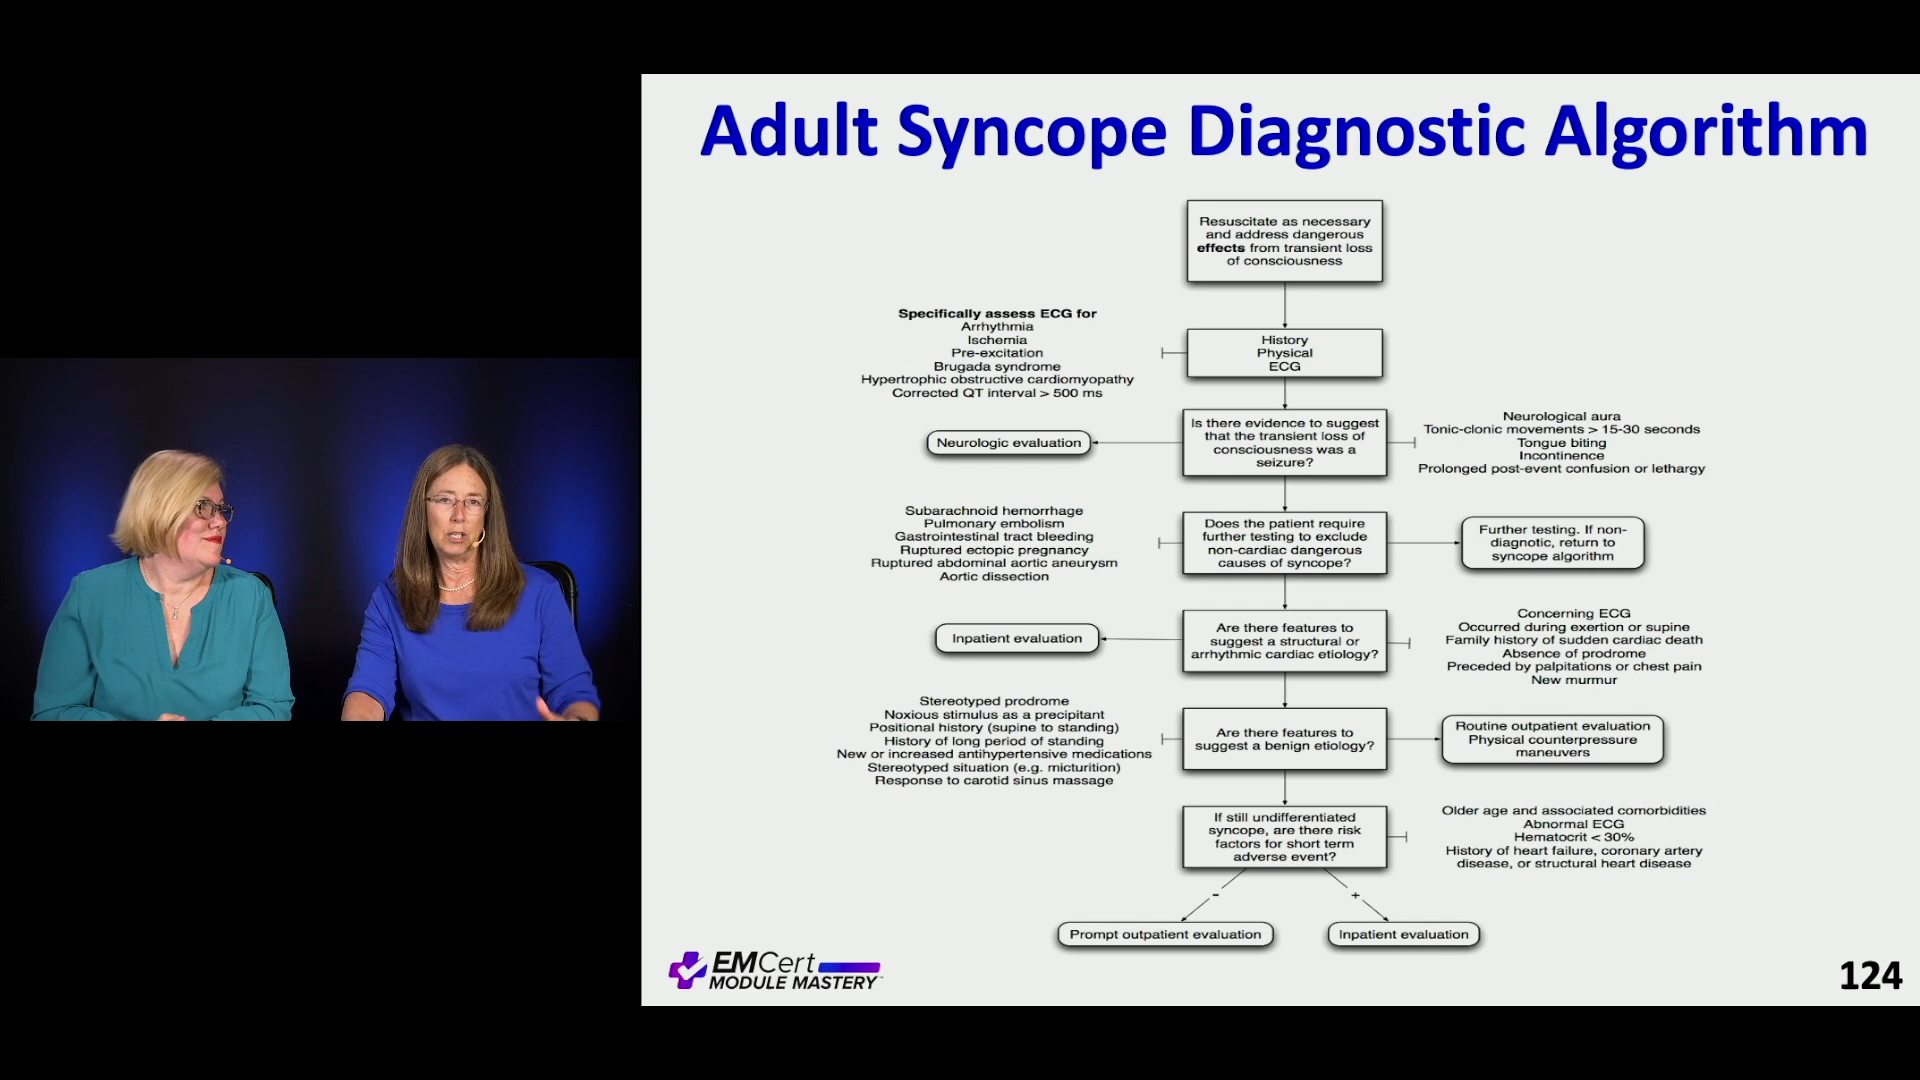 Adult Syncope Diagnostic Algorithm
Resuscitate as necessary
and address dangerous
effects from transient loss
of consciousness
Specifically assess ECG for
Arrhythmia
Ischemia
Pre-excitation
Brugada syndrome
Hypertrophic obstructive cardiomyopathy
Corrected QT interval > 500 ms
History
Physical
ECG
Neurologic evaluation
Is there evidence to suggest
that the transient loss of
consciousness was a
seizure?
Neurological aura
Tonic-clonic movements > 15-30 seconds
Tongue biting
Incontinence
Prolonged post-event confusion or lethargy
Subarachnoid hemorrhage
Pulmonary embolism
Gastrointestinal tract bleeding
Ruptured ectopic pregnancy
Ruptured abdominal aortic aneurysm
Aortic dissection
Does the patient require
further testing to exclude
non-cardiac dangerous
causes of syncope?
Further testing. If non-
diagnostic, return to
syncope algorithm
Inpatient evaluation
Are there features to
suggest a structural or
arrhythmic cardiac etiology?
Concerning ECG
Occurred during exertion or supine
Family history of sudden cardiac death
Absence of prodrome
Preceded by palpitations or chest pain
New murmur
Stereotyped prodrome
Noxious stimulus as a precipitant
Positional history (supine to standing)
History of long period of standing
New or increased antihypertensive medications
Stereotyped situation (e.g. micturition)
Response to carotid sinus massage
Are there features to
suggest a benign etiology?
Routine outpatient evaluation
Physical counterpressure
maneuvers
If still undifferentiated
syncope, are there risk
factors for short term
adverse event?
Older age and associated comorbidities
Abnormal ECG
Hematocrit < 30%
History of heart failure, coronary artery
disease, or structural heart disease
-
+
Prompt outpatient evaluation
Inpatient evaluation
EMCert
MODULE MASTERY
124